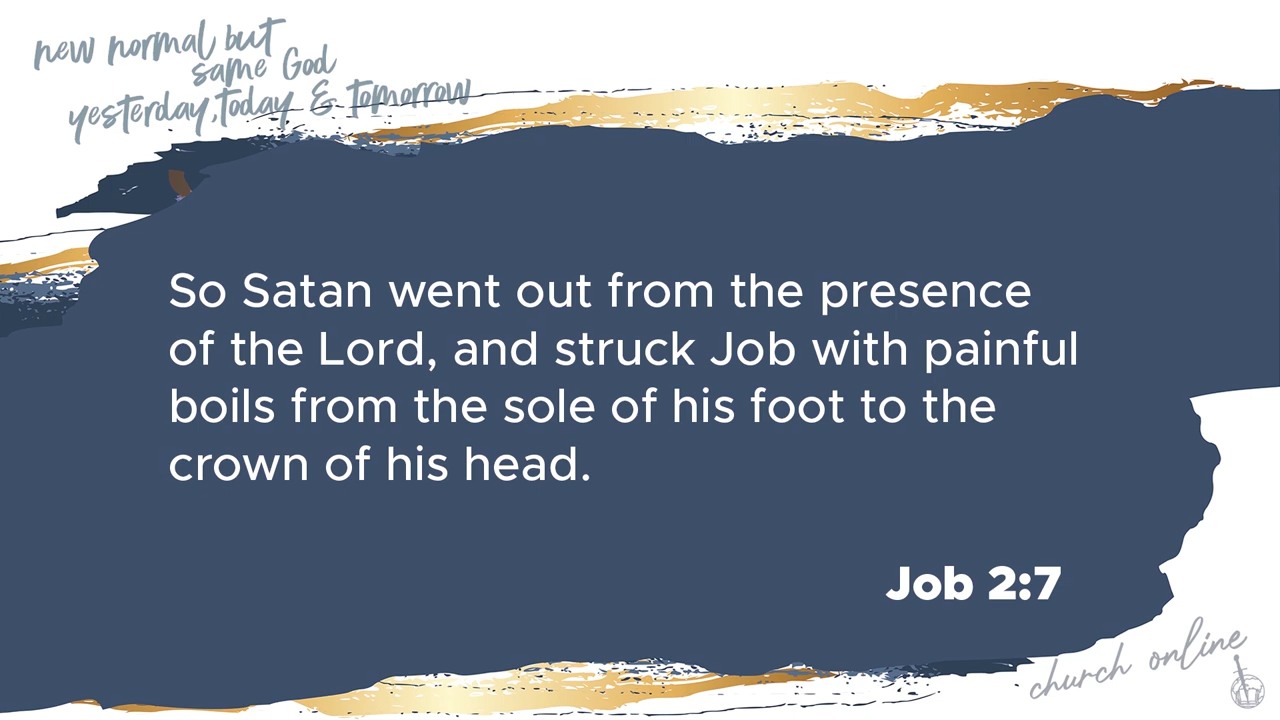 new normal but
same God
yesterday, today & tomorrow
So Satan went out from the presence
of the Lord, and struck Job with painful
boils from the sole of his foot to the
crown of his head.
Job 2:7
church online